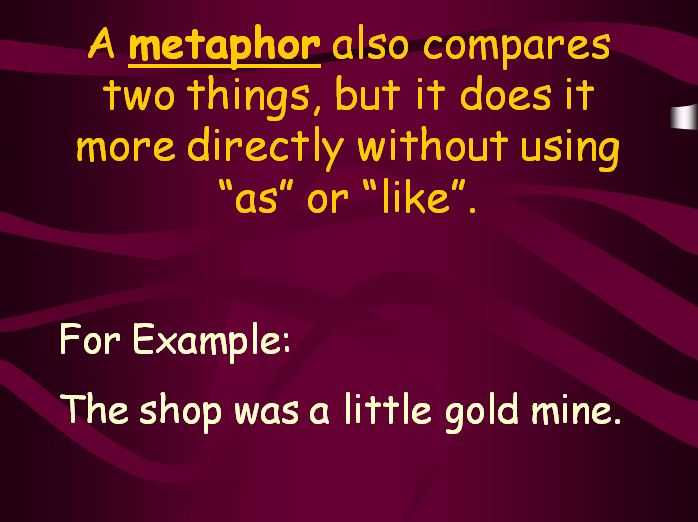 A metaphor also compares
two things, but it does it
more directly without using
“as” or “like”.
For Example:
The shop was a little gold mine.